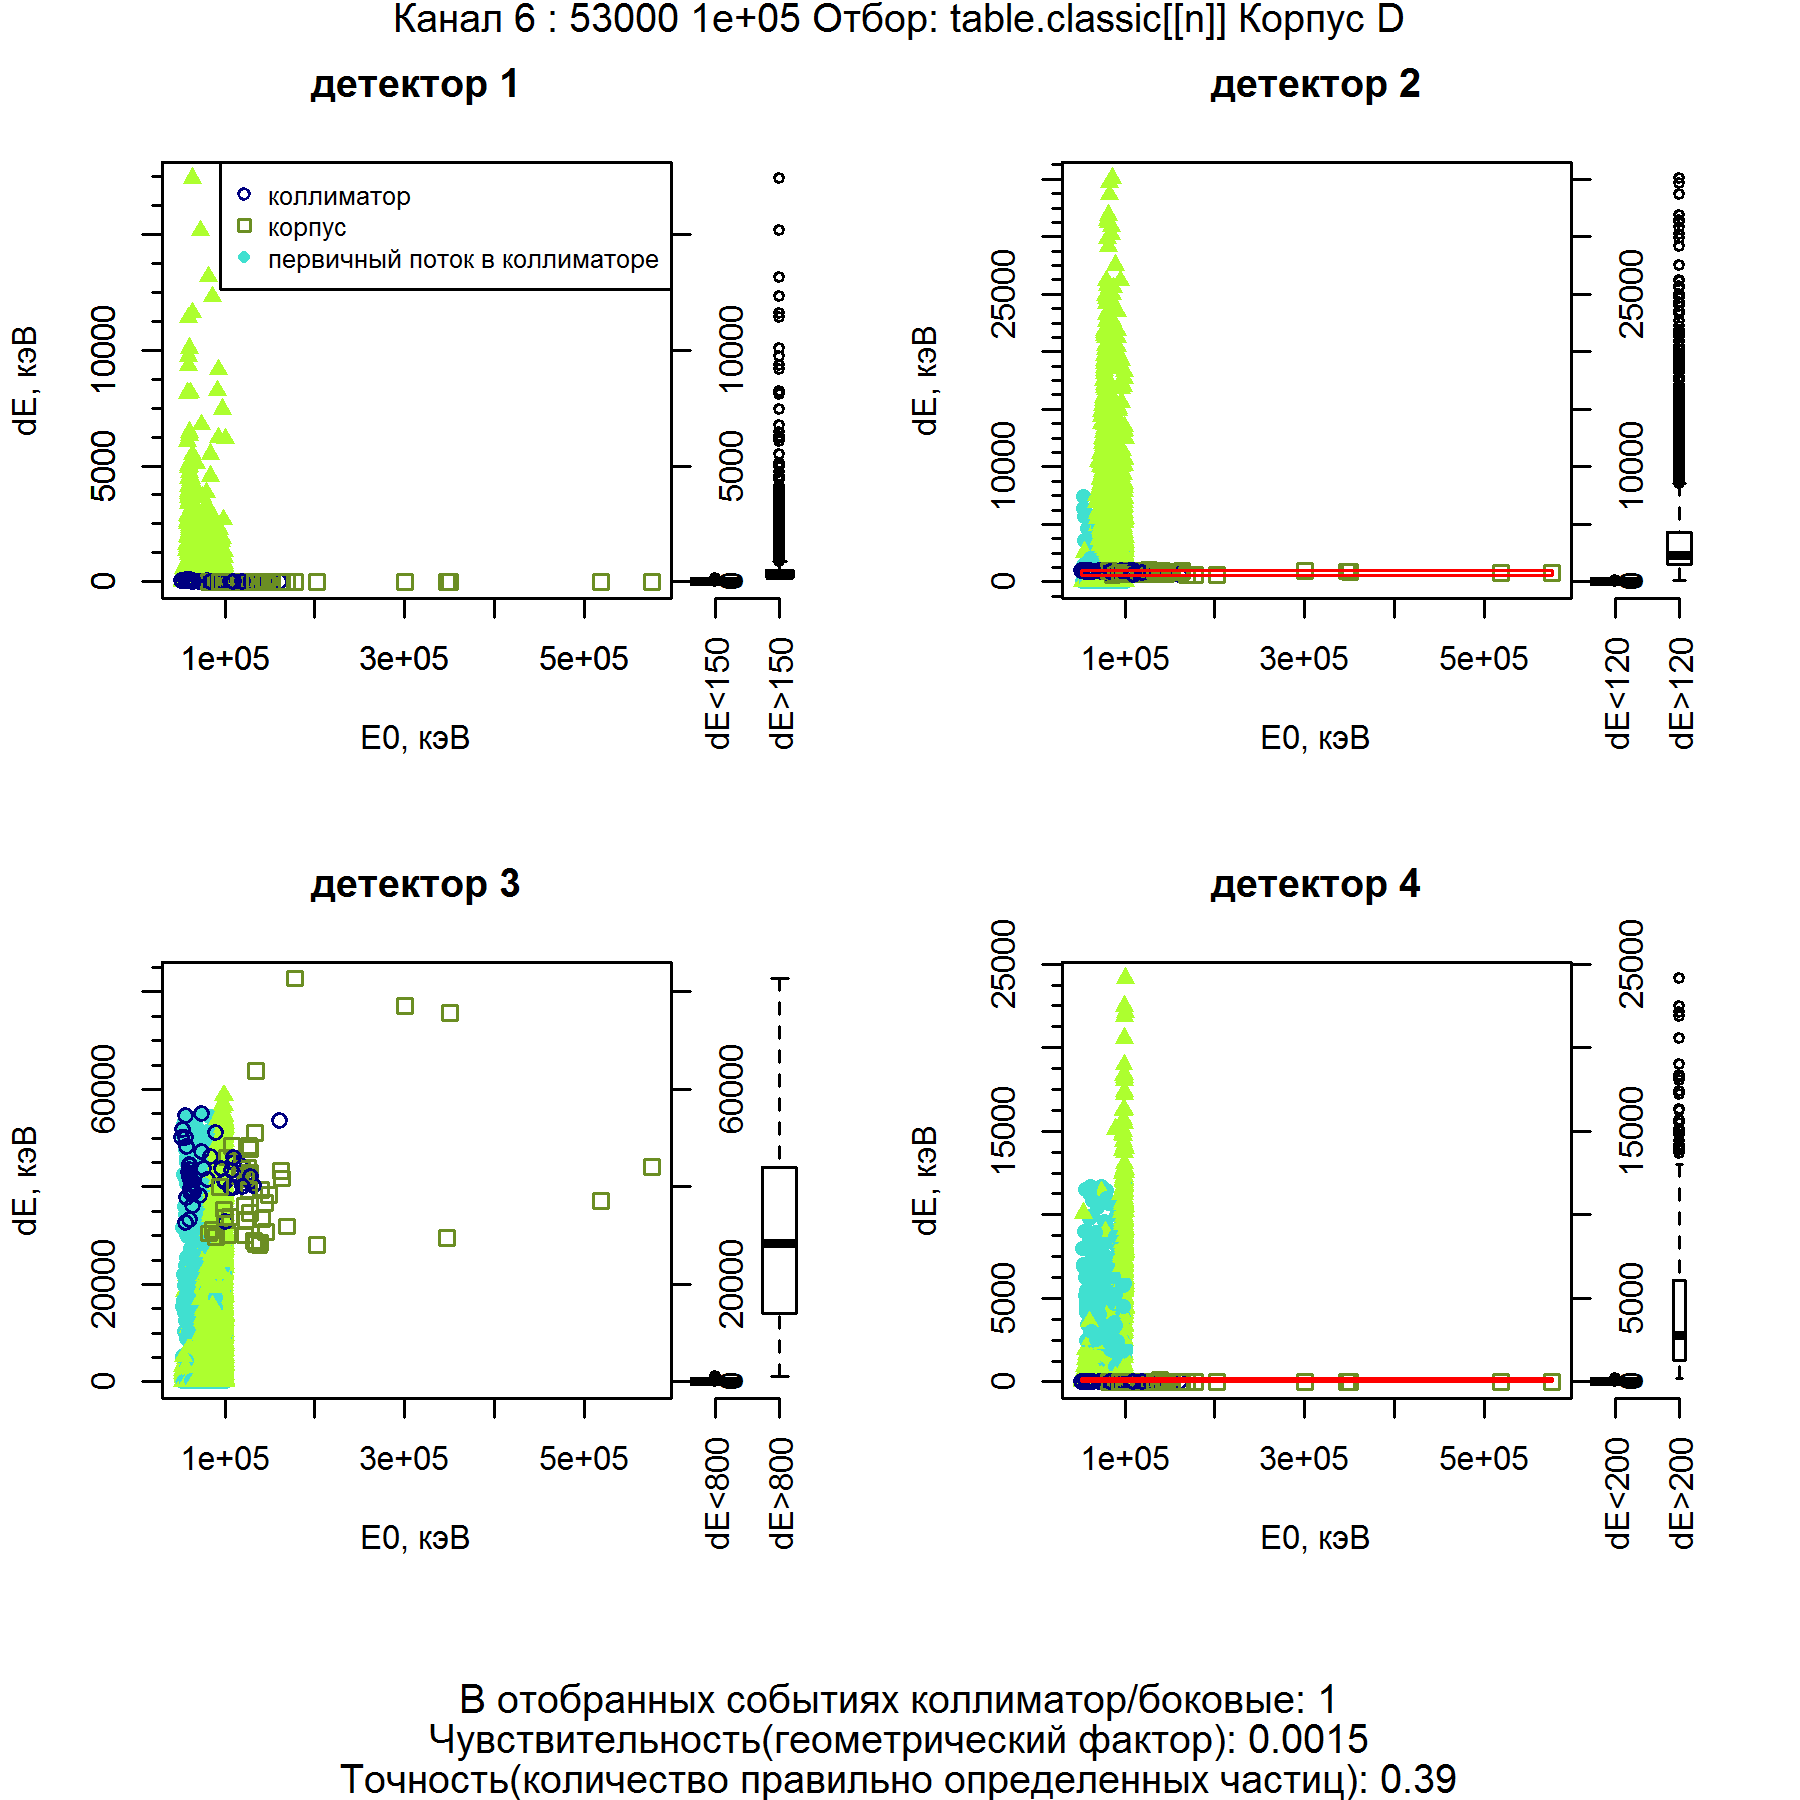 Канал 6 : 53000 1e+05 Отбор: table.classic[[n]] Корпус D
детектор 1
dE, кэВ
0
5000
10000
коллиматор
корпус
первичный поток в коллиматоре
1e+05 3e+05 5e+05
E0, кэВ
0
5000
10000
dE<150
dE>150
детектор 2
dE, кэВ
0
10000
25000
1e+05 3e+05 5e+05
E0, кэВ
0
10000
25000
dE<120
dE>120
детектор 3
dE, кэВ
0
20000
60000
1e+05 3e+05 5e+05
E0, кэВ
0
20000
60000
dE<800
dE>800
детектор 4
dE, кэВ
0
5000
15000
25000
1e+05 3e+05 5e+05
E0, кэВ
0
5000
15000
25000
dE<200
dE>200
В отобранных событиях коллиматор/боковые: 1
Чувствительность(геометрический фактор): 0.0015
Точность(количество правильно определенных частиц): 0.39